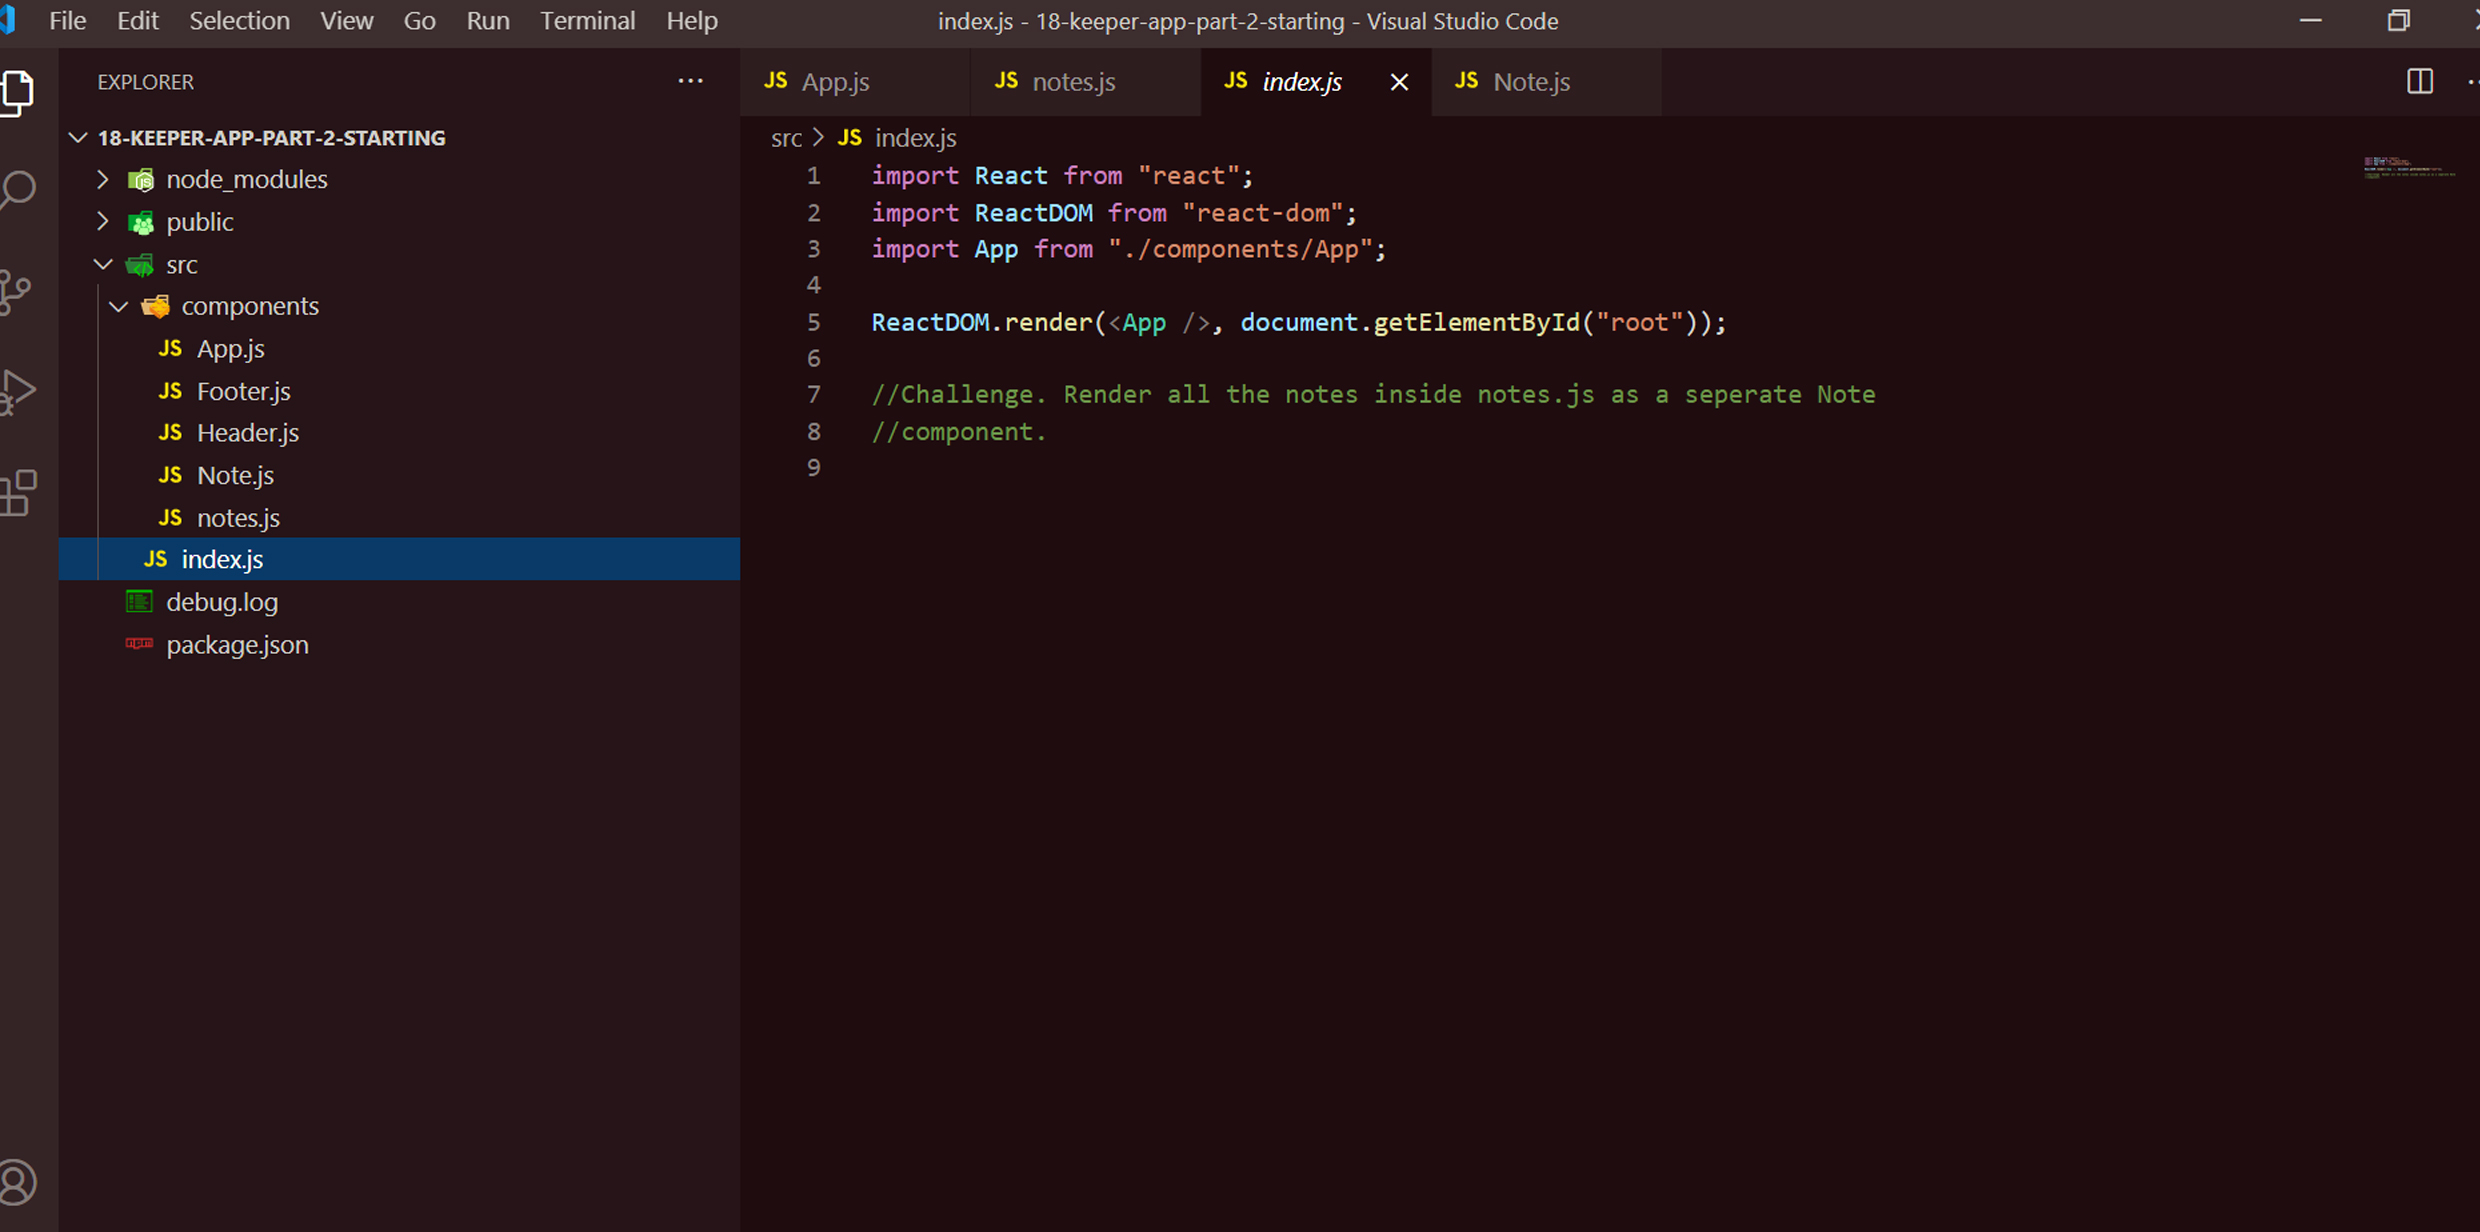 File Edit Selection View Go Run Terminal Help index.js - 18-keeper-app-part-2-starting - Visual Studio Code
EXPLORER ...
18-KEEPER-APP-PART-2-STARTING
node_modules
public
src
components
JS App.js
JS Footer.js
JS Header.js
JS Note.js
JS notes.js
JS index.js
debug.log
npm package.json
JS App.js JS notes.js JS index.js JS Note.js
src > JS index.js
1 import React from "react";
2 import ReactDOM from "react-dom";
3 import App from "./components/App";
4
5 ReactDOM.render(<App />, document.getElementById("root"));
6
7 //Challenge. Render all the notes inside notes.js as a seperate Note
8 //component.
9